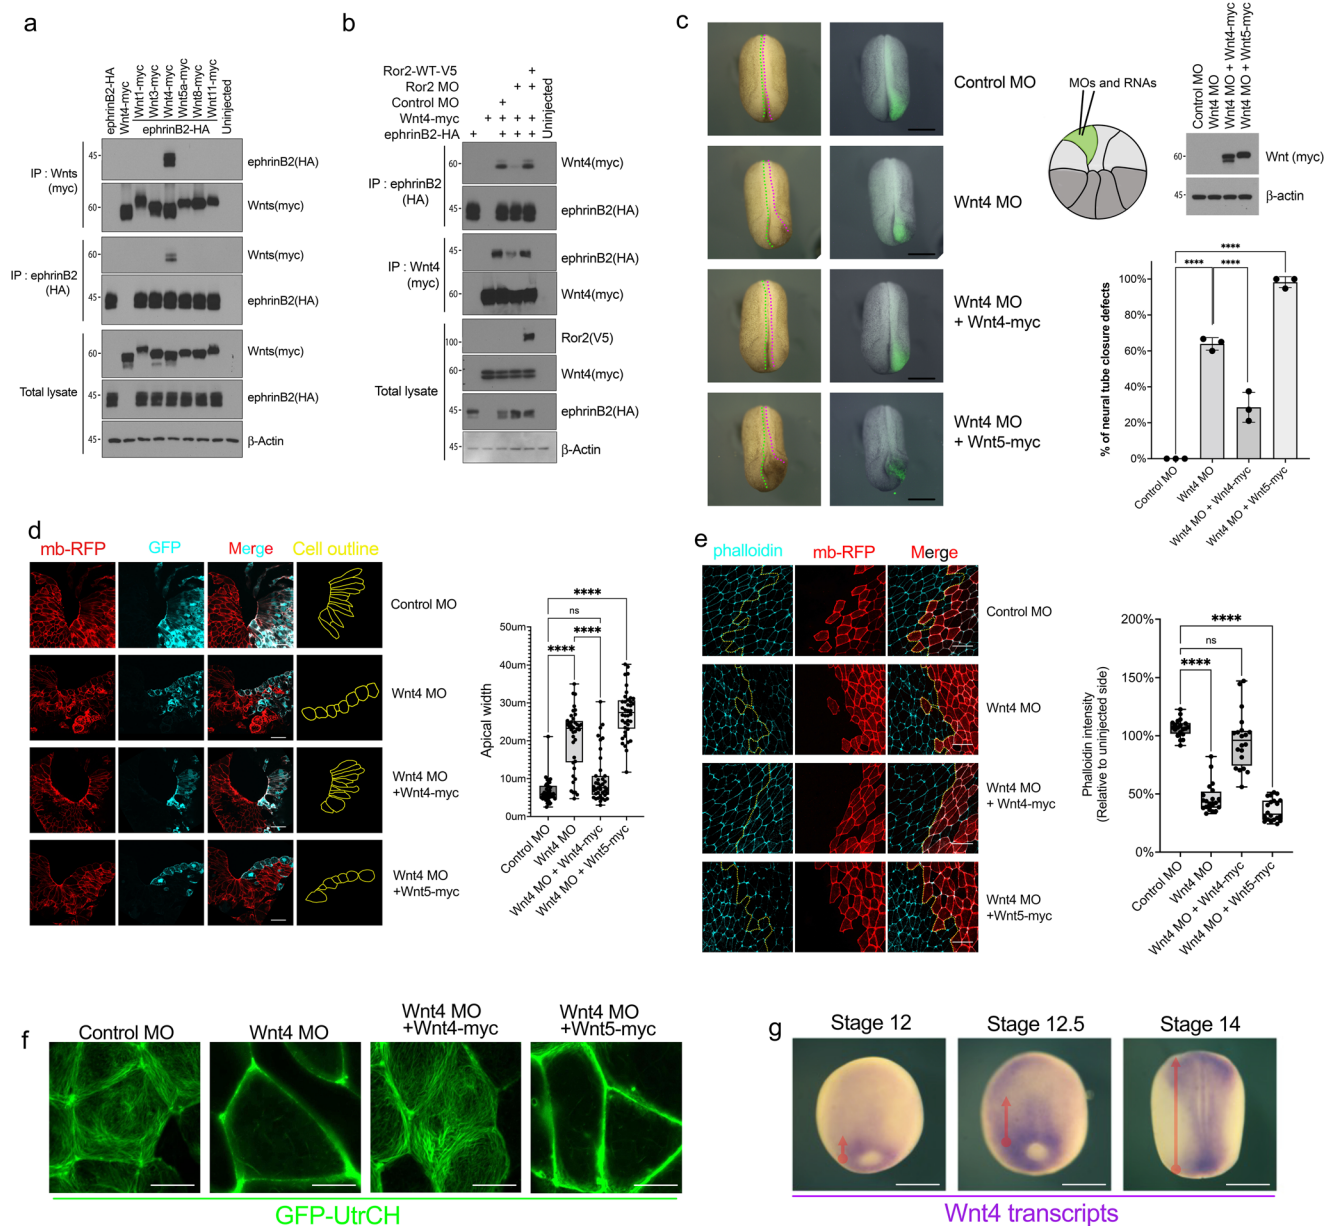 a
ephrinB2-HA
Wnt4-myc
Wnt1-myc
Wnt3-myc
Wnt4-myc
Wnt5a-myc
Wnt8-myc
Wnt11-myc
Uninjected
ephrinB2-HA
IP : Wnts
(myc)
45
ephrinB2(HA)
60
Wnts(myc)
IP : ephrinB2
(HA)
60
Wnts(myc)
45
ephrinB2(HA)
Total lysate
60
Wnts(myc)
45
ephrinB2(HA)
45
β-Actin
b
Ror2-WT-V5 +
Ror2 MO + +
Control MO +
Wnt4-myc + + + +
ephrinB2-HA + + + +
Uninjected
IP : ephrinB2
(HA)
60
Wnt4(myc)
45
ephrinB2(HA)
IP : Wnt4
(myc)
45
ephrinB2(HA)
60
Wnt4(myc)
Total lysate
100
Ror2(V5)
60
Wnt4(myc)
45
ephrinB2(HA)
45
β-Actin
c
Control MO
Wnt4 MO
Wnt4 MO
+ Wnt4-myc
Wnt4 MO
+ Wnt5-myc
MOs and RNAs
Control MO
Wnt4 MO
Wnt4 MO + Wnt4-myc
Wnt4 MO + Wnt5-myc
60
Wnt (myc)
45
β-actin
% of neural tube closure defects
100%
80%
60%
40%
20%
0%
****
**** ****
Control MO
Wnt4 MO
Wnt4 MO + Wnt4-myc
Wnt4 MO + Wnt5-myc
d
mb-RFP GFP Merge Cell outline
Control MO
Wnt4 MO
Wnt4 MO
+Wnt4-myc
Wnt4 MO
+Wnt5-myc
Apical width
50um
40um
30um
20um
10um
0um
****
ns
**** ****
Control MO
Wnt4 MO
Wnt4 MO + Wnt4-myc
Wnt4 MO + Wnt5-myc
e
phalloidin mb-RFP Merge
Control MO
Wnt4 MO
Wnt4 MO
+ Wnt4-myc
Wnt4 MO
+Wnt5-myc
Phalloidin intensity
(Relative to uninjected side)
200%
150%
100%
50%
0%
****
ns
****
Control MO
Wnt4 MO
Wnt4 MO + Wnt4-myc
Wnt4 MO + Wnt5-myc
f
Control MO
Wnt4 MO
Wnt4 MO
+Wnt4-myc
Wnt4 MO
+Wnt5-myc
GFP-UtrCH
g
Stage 12
Stage 12.5
Stage 14
Wnt4 transcripts